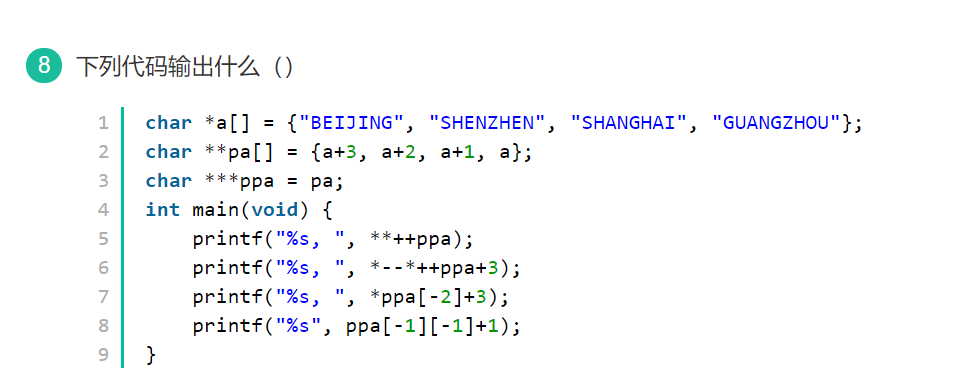 8 下列代码输出什么（）
1 char *a[] = {"BEIJING", "SHENZHEN", "SHANGHAI", "GUANGZHOU"};
2 char **pa[] = {a+3, a+2, a+1, a};
3 char ***ppa = pa;
4 int main(void) {
5     printf("%s, ", **++ppa);
6     printf("%s, ", *--*++ppa+3);
7     printf("%s, ", *ppa[-2]+3);
8     printf("%s", ppa[-1][-1]+1);
9 }